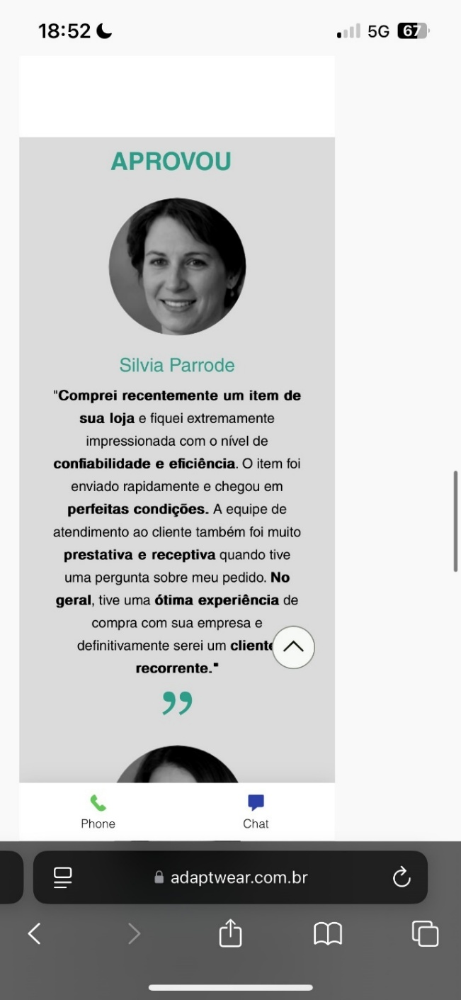 18:52
5G 67
APROVOU
Silvia Parrode
"Comprei recentemente um item de
sua loja e fiquei extremamente
impressionada com o nível de
confiabilidade e eficiência. O item foi
enviado rapidamente e chegou em
perfeitas condições. A equipe de
atendimento ao cliente também foi muito
prestativa e receptiva quando tive
uma pergunta sobre meu pedido. No
geral, tive uma ótima experiência de
compra com sua empresa e
definitivamente serei um cliente
recorrente."
”
Phone
Chat
adaptwear.com.br